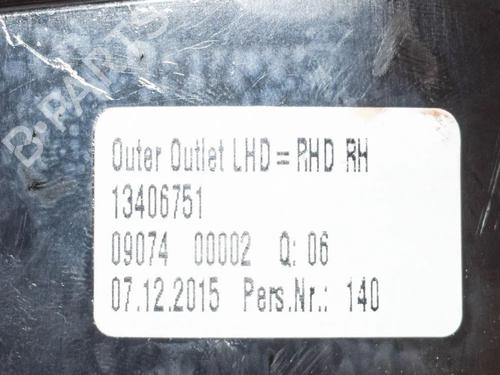 B-PARTS
Outer Outlet LHD = RHD RH
13406751
09074 00002 Q: 06
07.12.2015 Pers.Nr.: 140